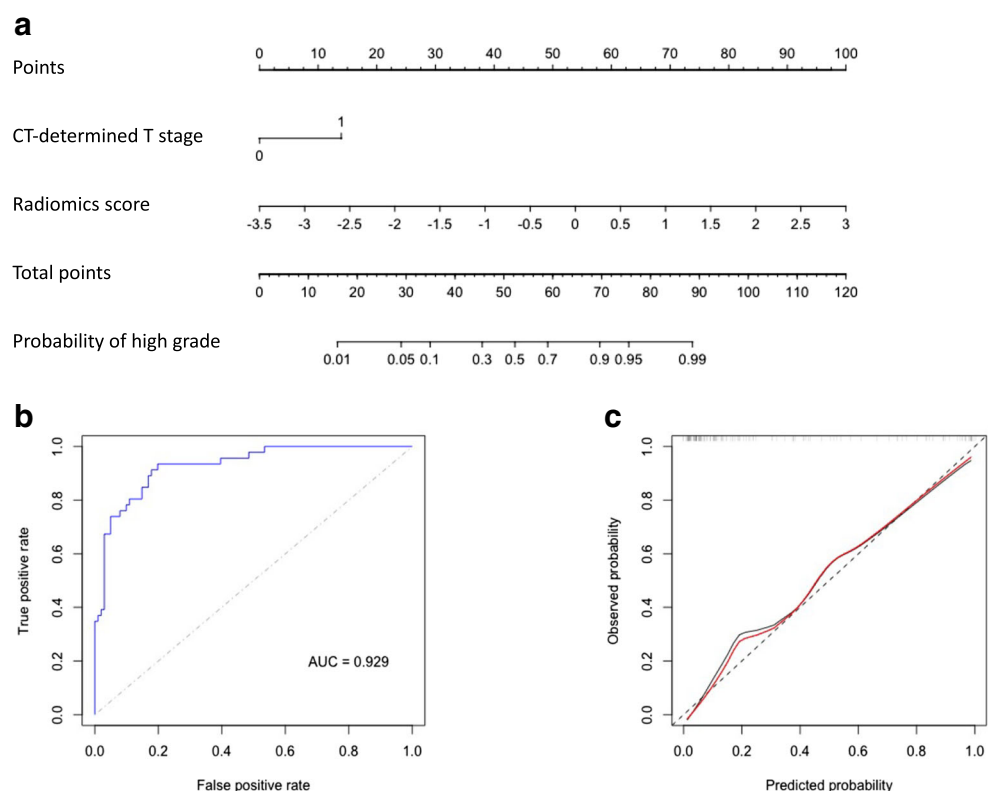 a
Points
0 10 20 30 40 50 60 70 80 90 100
CT-determined T stage
1
0
Radiomics score
-3.5 -3 -2.5 -2 -1.5 -1 -0.5 0 0.5 1 1.5 2 2.5 3
Total points
0 10 20 30 40 50 60 70 80 90 100 110 120
Probability of high grade
0.01 0.05 0.1 0.3 0.5 0.7 0.9 0.95 0.99
b
True positive rate
1.0
0.8
0.6
0.4
0.2
0.0
AUC = 0.929
0.0 0.2 0.4 0.6 0.8 1.0
False positive rate
c
Observed probability
1.0
0.8
0.6
0.4
0.2
0.0
0.0 0.2 0.4 0.6 0.8 1.0
Predicted probability